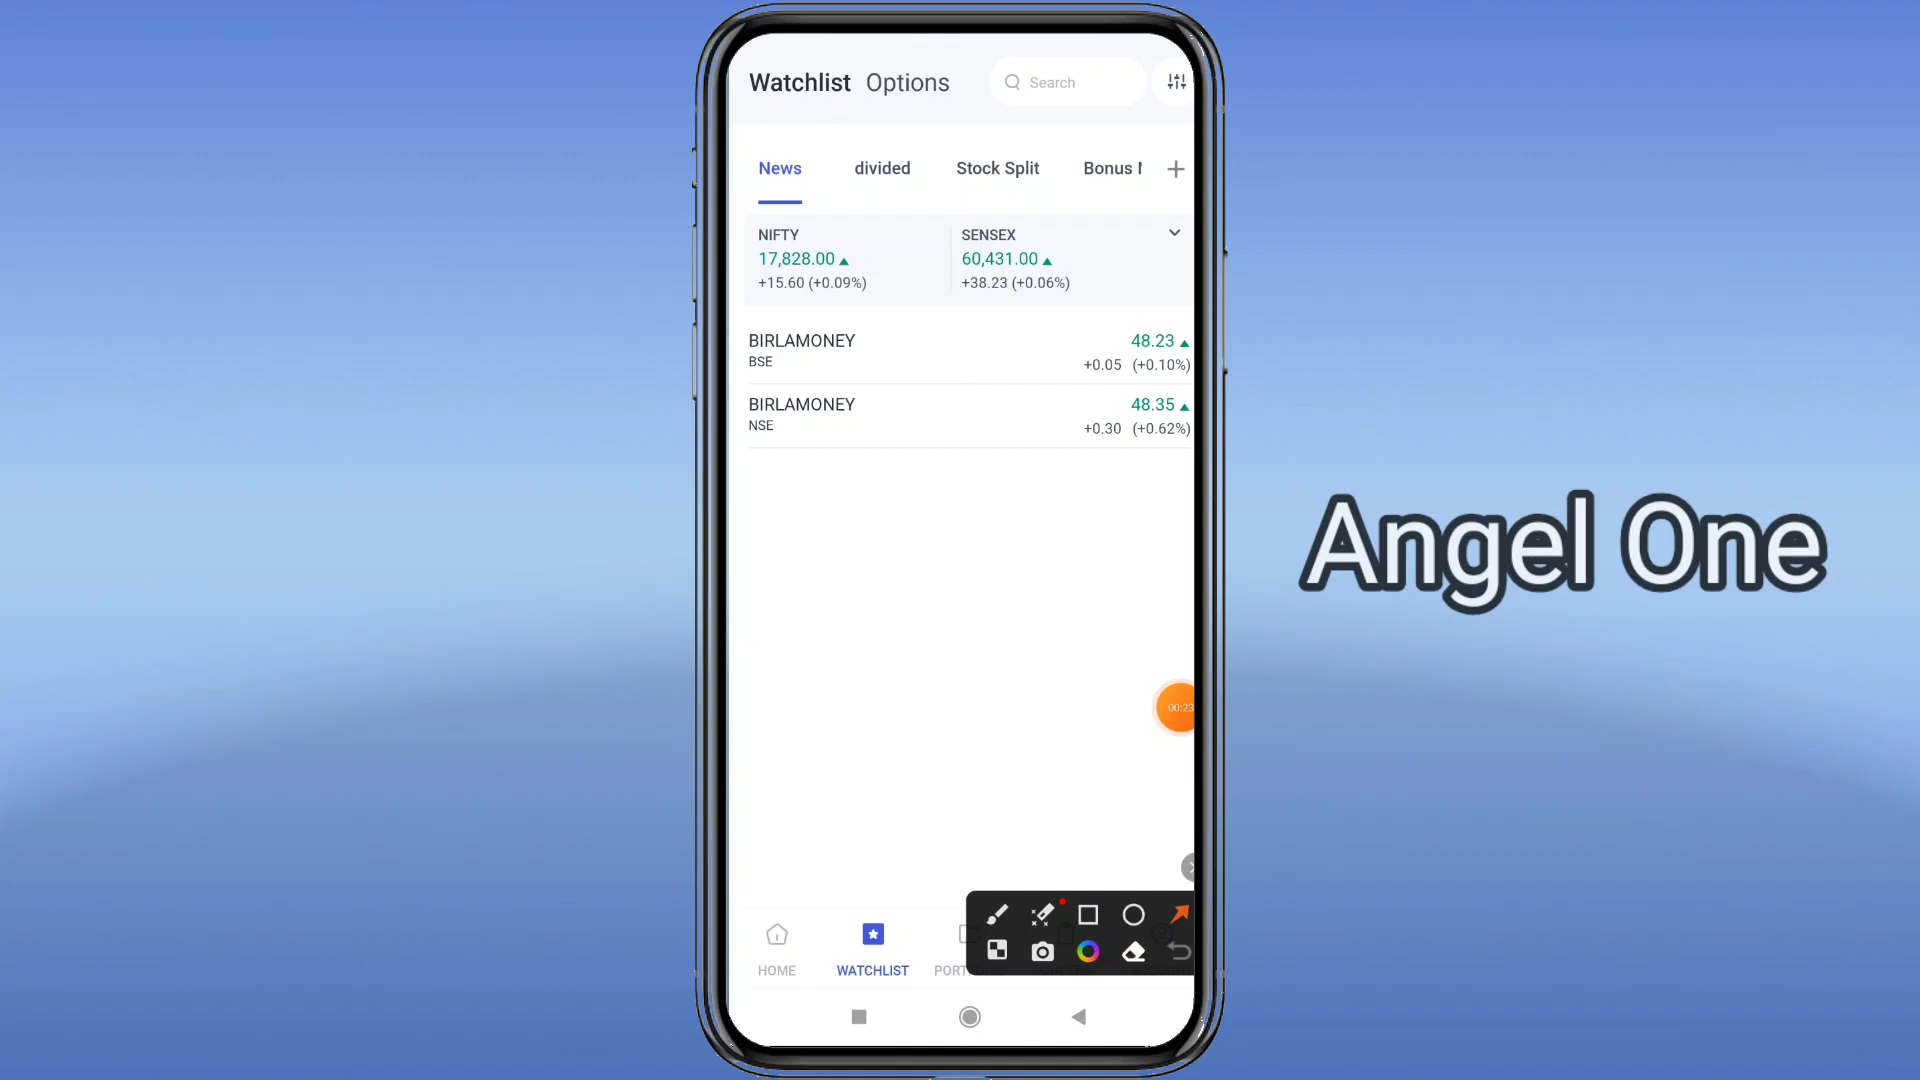 Watchlist Options Search
News divided Stock Split Bonus
NIFTY SENSEX
17,828.00 60,431.00
+15.60 (+0.09%) +38.23 (+0.06%)
BIRLAMONEY 48.23
BSE +0.05 (+0.10%)
BIRLAMONEY 48.35
NSE +0.30 (+0.62%)
Angel One
00:23
HOME WATCHLIST PORT